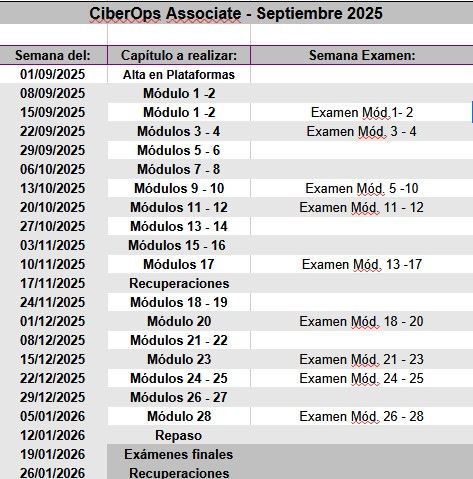 CiberOps Associate - Septiembre 2025
Semana del: Capítulo a realizar: Semana Examen:
01/09/2025 Alta en Plataformas
08/09/2025 Módulo 1 -2
15/09/2025 Módulo 1 -2 Examen Mód.1- 2
22/09/2025 Módulos 3 - 4 Examen Mód. 3 - 4
29/09/2025 Módulos 5 - 6
06/10/2025 Módulos 7 - 8
13/10/2025 Módulos 9 - 10 Examen Mód. 5 -10
20/10/2025 Módulos 11 - 12 Examen Mód. 11 - 12
27/10/2025 Módulos 13 - 14
03/11/2025 Módulos 15 - 16
10/11/2025 Módulos 17 Examen Mód. 13 -17
17/11/2025 Recuperaciones
24/11/2025 Módulos 18 - 19
01/12/2025 Módulo 20 Examen Mód. 18 - 20
08/12/2025 Módulos 21 - 22
15/12/2025 Módulo 23 Examen Mód. 21 - 23
22/12/2025 Módulos 24 - 25 Examen Mód. 24 - 25
29/12/2025 Módulos 26 - 27
05/01/2026 Módulo 28 Examen Mód. 26 - 28
12/01/2026 Repaso
19/01/2026 Exámenes finales
26/01/2026 Recuperaciones